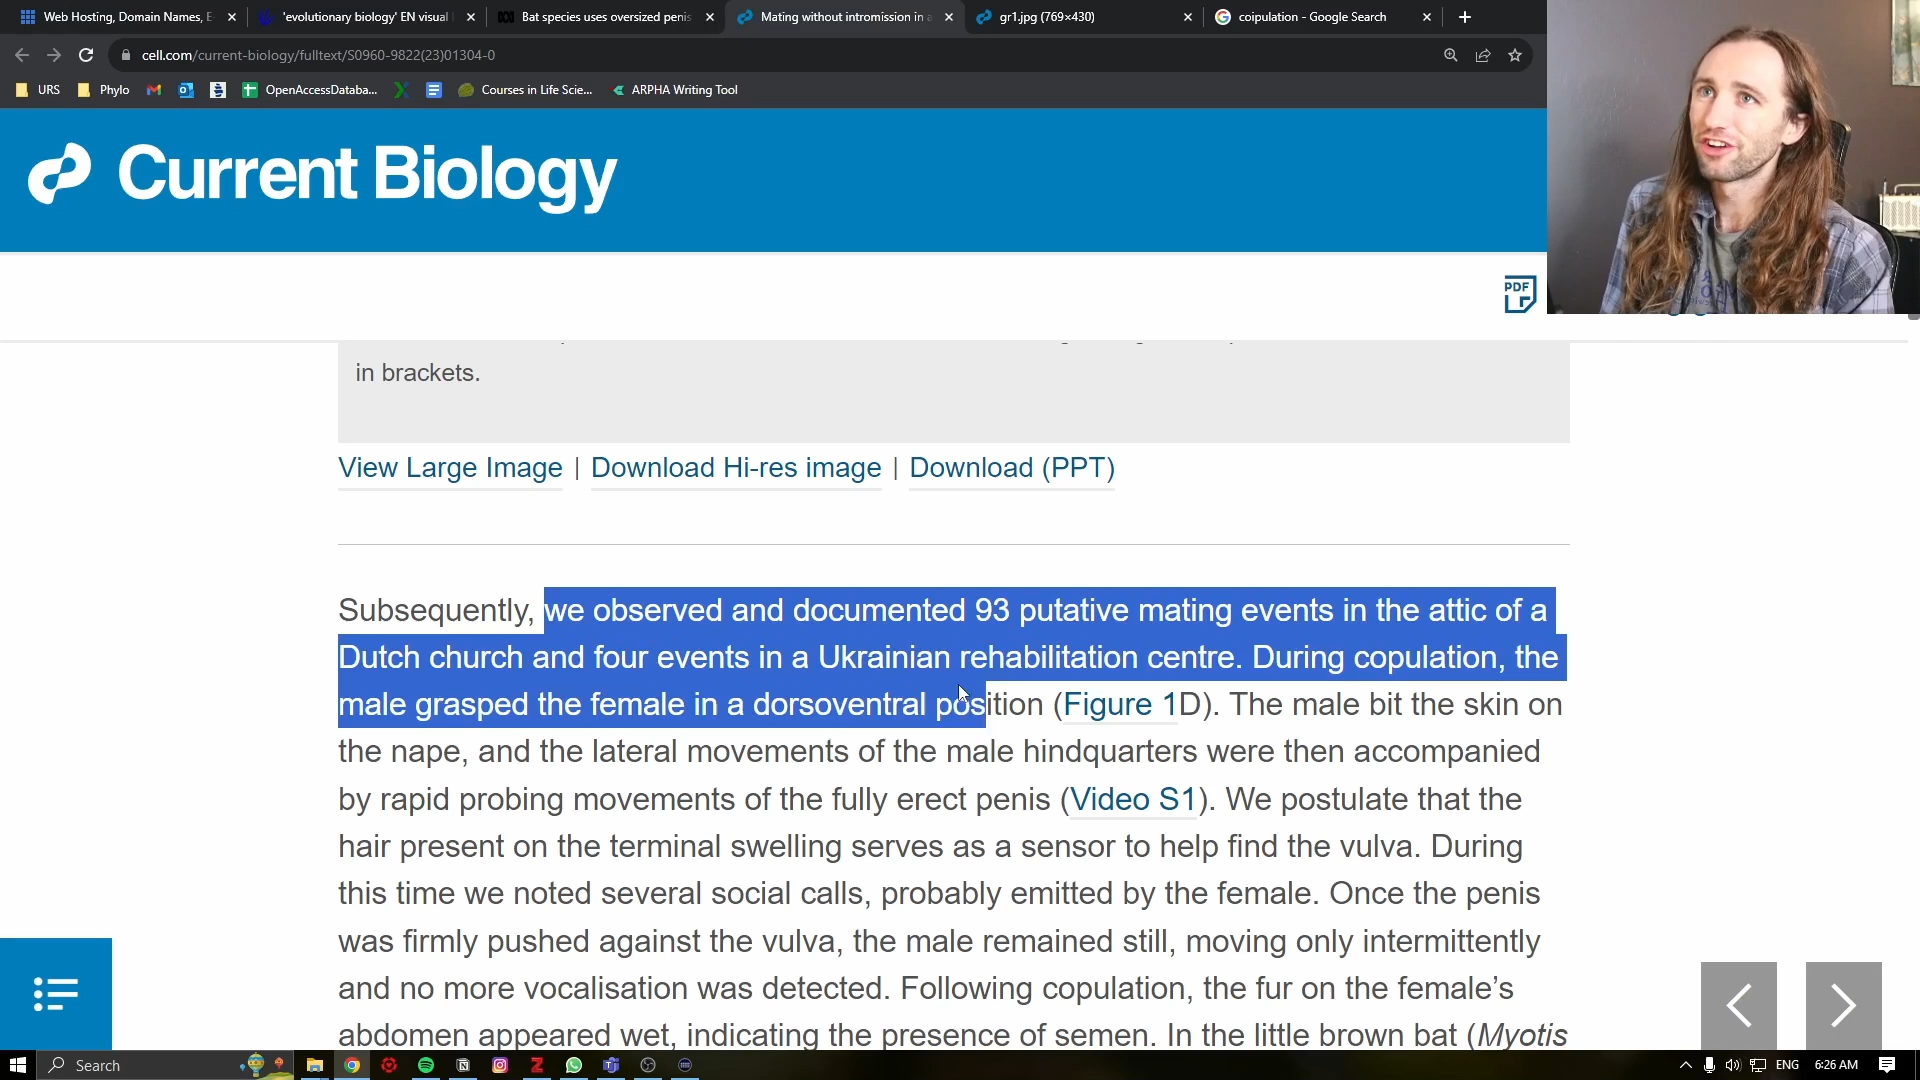 Web Hosting, Domain Names, E
'evolutionary biology' EN visual
Bat species uses oversized penis
Mating without intromission in a
gr1.jpg (769×430)
coipulation - Google Search
cell.com/current-biology/fulltext/S0960-9822(23)01304-0
URS
Phylo
OpenAccessDataba...
Courses in Life Scie...
ARPHA Writing Tool
Current Biology
PDF
in brackets.
View Large Image | Download Hi-res image | Download (PPT)
Subsequently, we observed and documented 93 putative mating events in the attic of a
Dutch church and four events in a Ukrainian rehabilitation centre. During copulation, the
male grasped the female in a dorsoventral position (Figure 1D). The male bit the skin on
the nape, and the lateral movements of the male hindquarters were then accompanied
by rapid probing movements of the fully erect penis (Video S1). We postulate that the
hair present on the terminal swelling serves as a sensor to help find the vulva. During
this time we noted several social calls, probably emitted by the female. Once the penis
was firmly pushed against the vulva, the male remained still, moving only intermittently
and no more vocalisation was detected. Following copulation, the fur on the female’s
abdomen appeared wet, indicating the presence of semen. In the little brown bat (Myotis
Search
ENG
6:26 AM